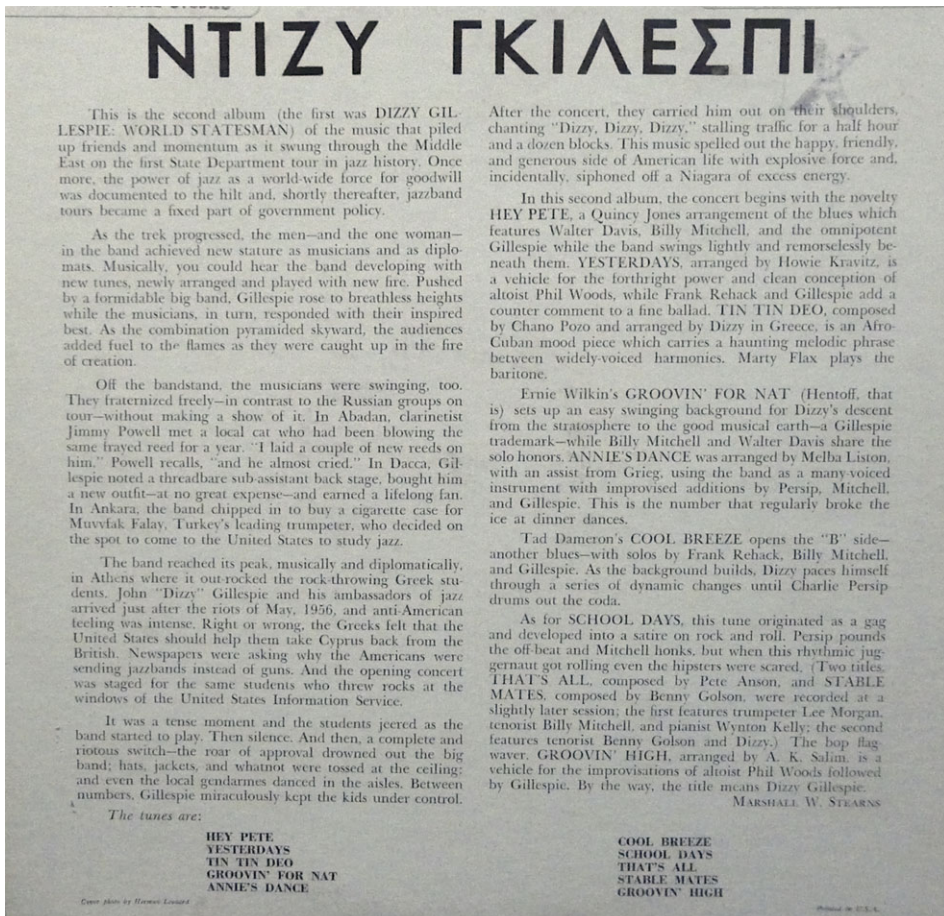 ΝΤΙΖΥ ΓΚΙΛΕΣΠΙ
This is the second album (the first was DIZZY GIL-
LESPIE: WORLD STATESMAN) of the music that piled
up friends and momentum as it swung through the Middle
East on the first State Department tour in jazz history. Once
more, the power of jazz as a world-wide force for goodwill
was documented to the hilt and, shortly thereafter, jazzband
tours became a fixed part of government policy.
As the trek progressed, the men—and the one woman—
in the band achieved new stature as musicians and as diplo-
mats. Musically, you could hear the band developing with
new tunes, newly arranged and played with new fire. Pushed
by a formidable big band, Gillespie rose to breathless heights
while the musicians, in turn, responded with their inspired
best. As the combination pyramided skyward, the audiences
added fuel to the flames as they were caught up in the fire
of creation.
Off the bandstand, the musicians were swinging, too.
They fraternized freely—in contrast to the Russian groups on
tour—without making a show of it. In Abadan, clarinetist
Jimmy Powell met a local cat who had been blowing the
same frayed reed for a year. "I laid a couple of new reeds on
him," Powell recalls, "and he almost cried." In Dacca, Gil-
lespie noted a threadbare sub-assistant back stage, bought him
a new outfit—at no great expense—and earned a lifelong fan.
In Ankara, the band chipped in to buy a cigarette case for
Muvvfak Falay, Turkey's leading trumpeter, who decided on
the spot to come to the United States to study jazz.
The band reached its peak, musically and diplomatically,
in Athens where it out-rocked the rock-throwing Greek stu-
dents. John "Dizzy" Gillespie and his ambassadors of jazz
arrived just after the riots of May, 1956, and anti-American
feeling was intense. Right or wrong, the Greeks felt that the
United States should help them take Cyprus back from the
British. Newspapers were asking why the Americans were
sending jazzbands instead of guns. And the opening concert
was staged for the same students who threw rocks at the
windows of the United States Information Service.
It was a tense moment and the students jeered as the
band started to play. Then silence. And then, a complete and
riotous switch—the roar of approval drowned out the big
band; hats, jackets, and whatnot were tossed at the ceiling;
and even the local gendarmes danced in the aisles. Between
numbers, Gillespie miraculously kept the kids under control.
After the concert, they carried him out on their shoulders,
chanting "Dizzy, Dizzy, Dizzy," stalling traffic for a half hour
and a dozen blocks. This music spelled out the happy, friendly,
and generous side of American life with explosive force and,
incidentally, siphoned off a Niagara of excess energy.
In this second album, the concert begins with the novelty
HEY PETE, a Quincy Jones arrangement of the blues which
features Walter Davis, Billy Mitchell, and the omnipotent
Gillespie while the band swings lightly and remorselessly be-
neath them. YESTERDAYS, arranged by Howie Kravitz, is
a vehicle for the forthright power and clean conception of
altoist Phil Woods, while Frank Rehack and Gillespie add a
counter comment to a fine ballad. TIN TIN DEO, composed
by Chano Pozo and arranged by Dizzy in Greece, is an Afro-
Cuban mood piece which carries a haunting melodic phrase
between widely-voiced harmonics. Marty Flax plays the
baritone.
Ernie Wilkin's GROOVIN' FOR NAT (Hentoff, that
is) sets up an easy swinging background for Dizzy's descent
from the stratosphere to the good musical earth—a Gillespie
trademark—while Billy Mitchell and Walter Davis share the
solo honors. ANNIE'S DANCE was arranged by Melba Liston,
with an assist from Grieg, using the band as a many-voiced
instrument with improvised additions by Persip, Mitchell,
and Gillespie. This is the number that regularly broke the
ice at dinner dances.
Tad Dameron's COOL BREEZE opens the "B" side—
another blues—with solos by Frank Rehack, Billy Mitchell,
and Gillespie. As the background builds, Dizzy paces himself
through a series of dynamic changes until Charlie Persip
drums out the coda.
As for SCHOOL DAYS, this tune originated as a gag
and developed into a satire on rock and roll. Persip pounds
the off-beat and Mitchell honks, but when this rhythmic jug-
gernaut got rolling even the hipsters were scared. (Two titles,
THAT'S ALL, composed by Pete Anson, and STABLE
MATES, composed by Benny Golson, were recorded at a
slightly later session; the first features trumpeter Lee Morgan,
tenorist Billy Mitchell, and pianist Wynton Kelly; the second
features tenorist Benny Golson and Dizzy.) The bop flag-
waver, GROOVIN' HIGH, arranged by A. K. Salim, is a
vehicle for the improvisations of altoist Phil Woods followed
by Gillespie. By the way, the title means Dizzy Gillespie.
MARSHALL W. STEARNS
The tunes are:
HEY PETE
YESTERDAYS
TIN TIN DEO
GROOVIN' FOR NAT
ANNIE'S DANCE
COOL BREEZE
SCHOOL DAYS
THAT'S ALL
STABLE MATES
GROOVIN' HIGH
Cover photo by Herman Leonard
Printed in U.S.A.